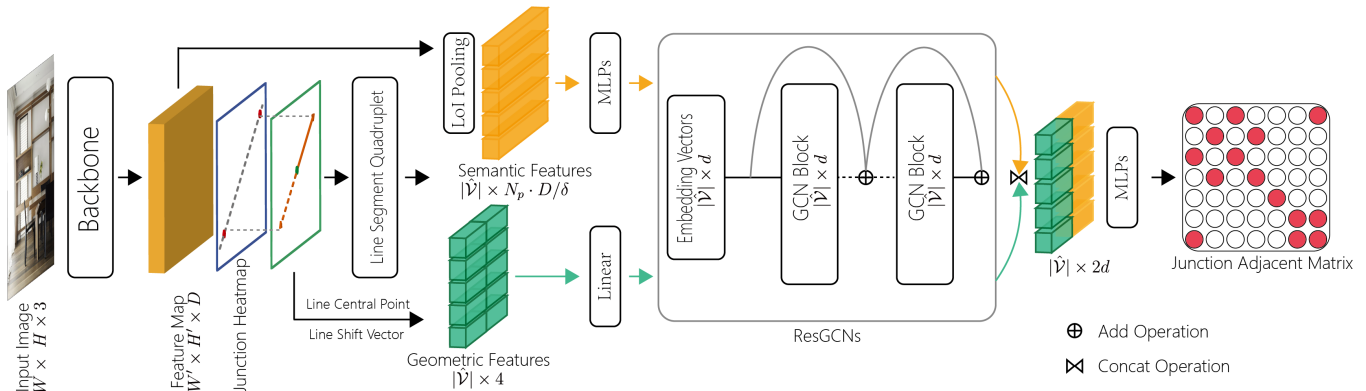 Input Image
W × H × 3
Backbone
Feature Map
W′ × H′ × D
Junction Heatmap
Line Segment Quadruplet
Line Central Point
Line Shift Vector
LoI Pooling
Semantic Features
|𝒱̂| × Nₚ · D/δ
MLPs
Geometric Features
|𝒱̂| × 4
Linear
Embedding Vectors
|𝒱̂| × d
GCN Block
|𝒱̂| × d
GCN Block
|𝒱̂| × d
ResGCNs
|𝒱̂| × 2d
MLPs
Junction Adjacent Matrix
⊕ Add Operation
⋈ Concat Operation